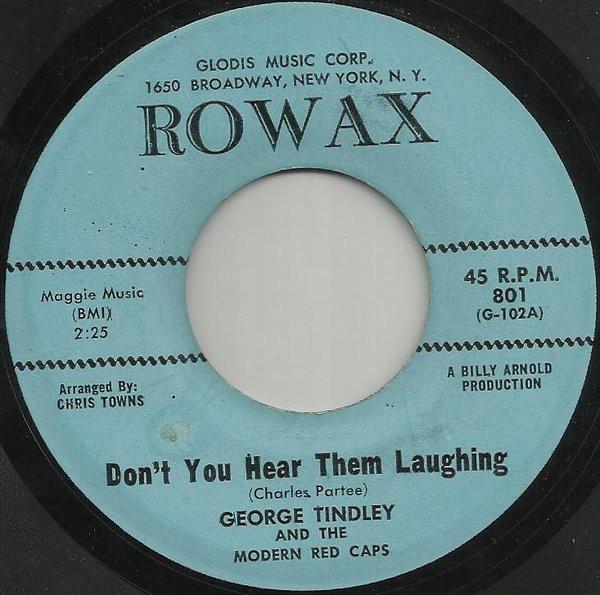 GLODIS MUSIC CORP.
1650 BROADWAY, NEW YORK, N. Y.
ROWAX
Maggie Music
(BMI)
2:25
Arranged By:
CHRIS TOWNS
45 R.P.M.
801
(G-102A)
A BILLY ARNOLD
PRODUCTION
Don't You Hear Them Laughing
(Charles Partee)
GEORGE TINDLEY
AND THE
MODERN RED CAPS